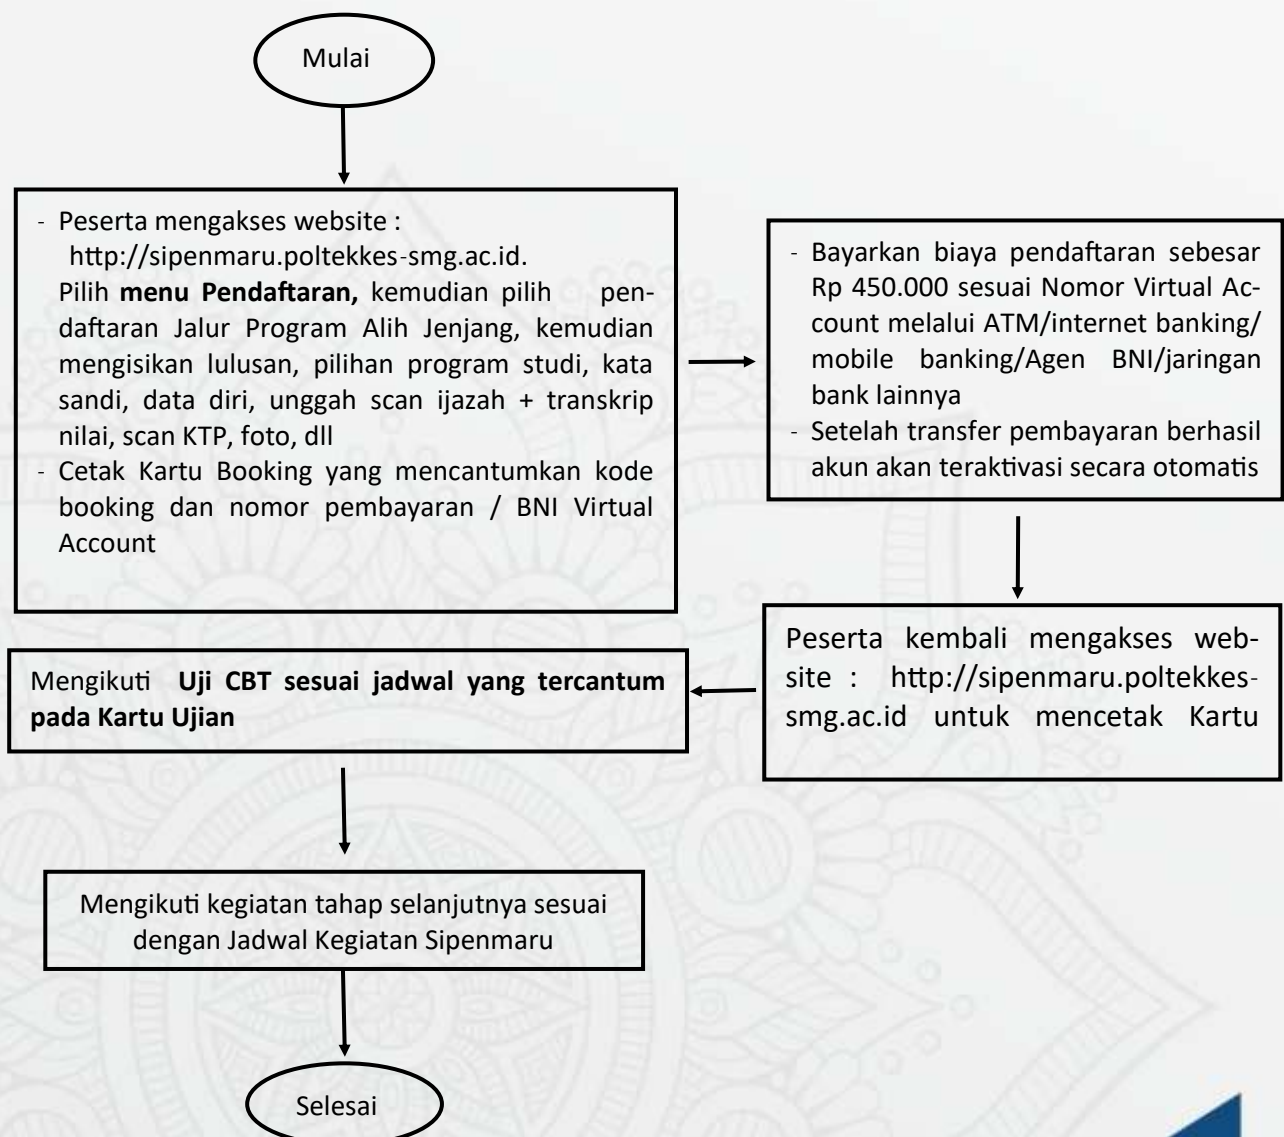 Mulai
- Peserta mengakses website :
http://sipenmaru.poltekkes-smg.ac.id.
Pilih menu Pendaftaran, kemudian pilih pen-
daftaran Jalur Program Alih Jenjang, kemudian
mengisikan lulusan, pilihan program studi, kata
sandi, data diri, unggah scan ijazah + transkrip
nilai, scan KTP, foto, dll
- Cetak Kartu Booking yang mencantumkan kode
booking dan nomor pembayaran / BNI Virtual
Account
- Bayarkan biaya pendaftaran sebesar
Rp 450.000 sesuai Nomor Virtual Ac-
count melalui ATM/internet banking/
mobile banking/Agen BNI/jaringan
bank lainnya
- Setelah transfer pembayaran berhasil
akun akan teraktivasi secara otomatis
Peserta kembali mengakses web-
site : http://sipenmaru.poltekkes-
smg.ac.id untuk mencetak Kartu
Mengikuti Uji CBT sesuai jadwal yang tercantum
pada Kartu Ujian
Mengikuti kegiatan tahap selanjutnya sesuai
dengan Jadwal Kegiatan Sipenmaru
Selesai